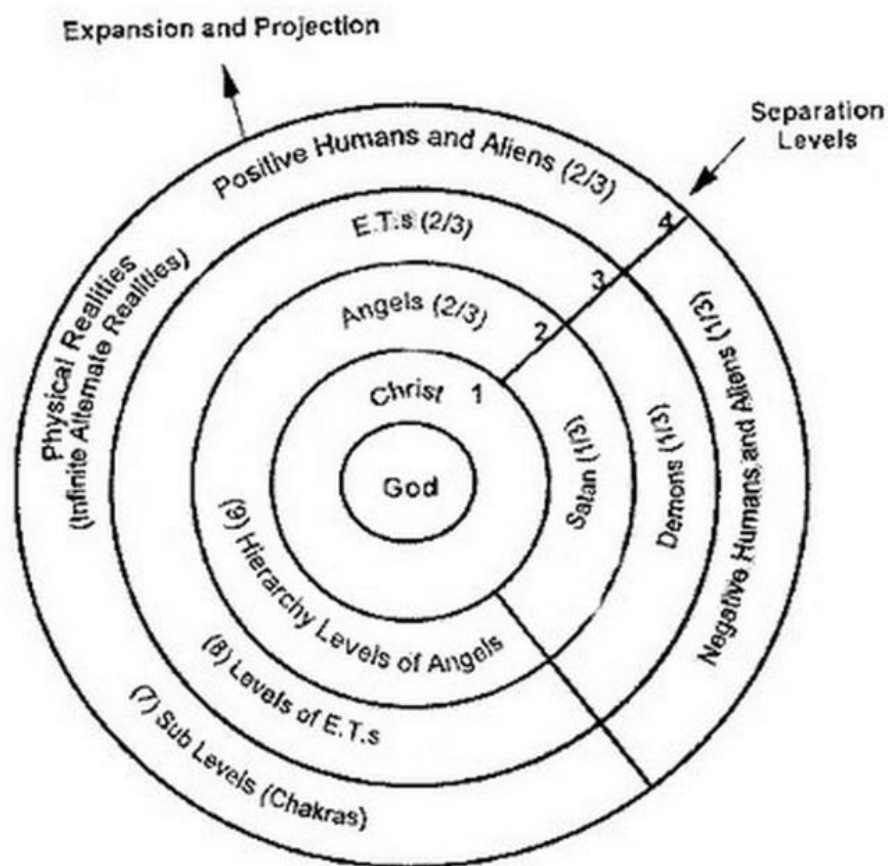 Expansion and Projection
Separation
Levels
Positive Humans and Aliens (2/3)
4
E.T.s (2/3)
3
Angels (2/3)
2
Christ
1
God
Physical Realities
(Infinite Alternate Realities)
Satan (1/3)
Demons (1/3)
Negative Humans and Aliens (1/3)
(9) Hierarchy Levels of Angels
(8) Levels of E.T.s
(7) Sub Levels (Chakras)